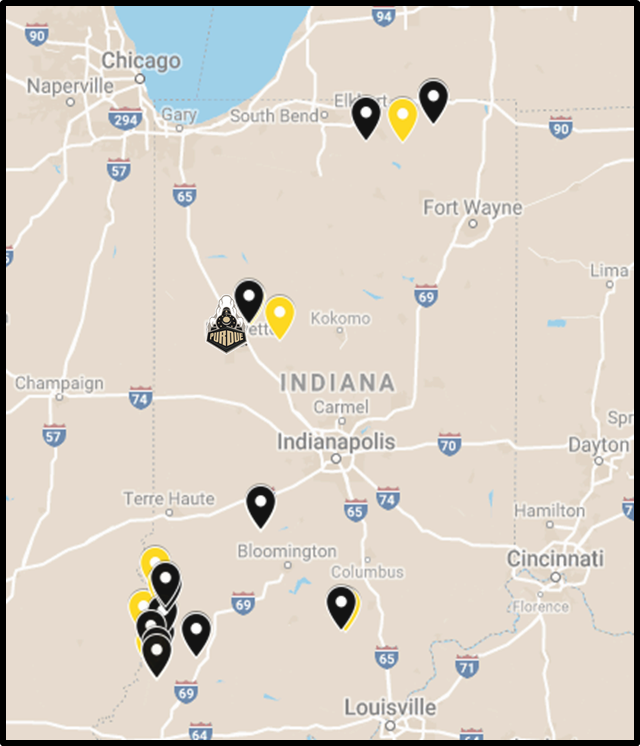 94
90
Chicago
Naperville
294
Gary
South Bend
90
57
65
Fort Wayne
Lima
69
Kokomo
PURDUE
INDIANA
Champaign
74
Carmel
57
Indianapolis
70
Dayton
Terre Haute
65
74
Hamilton
Bloomington
Cincinnati
Columbus
69
Florence
65
71
69
Louisville
64